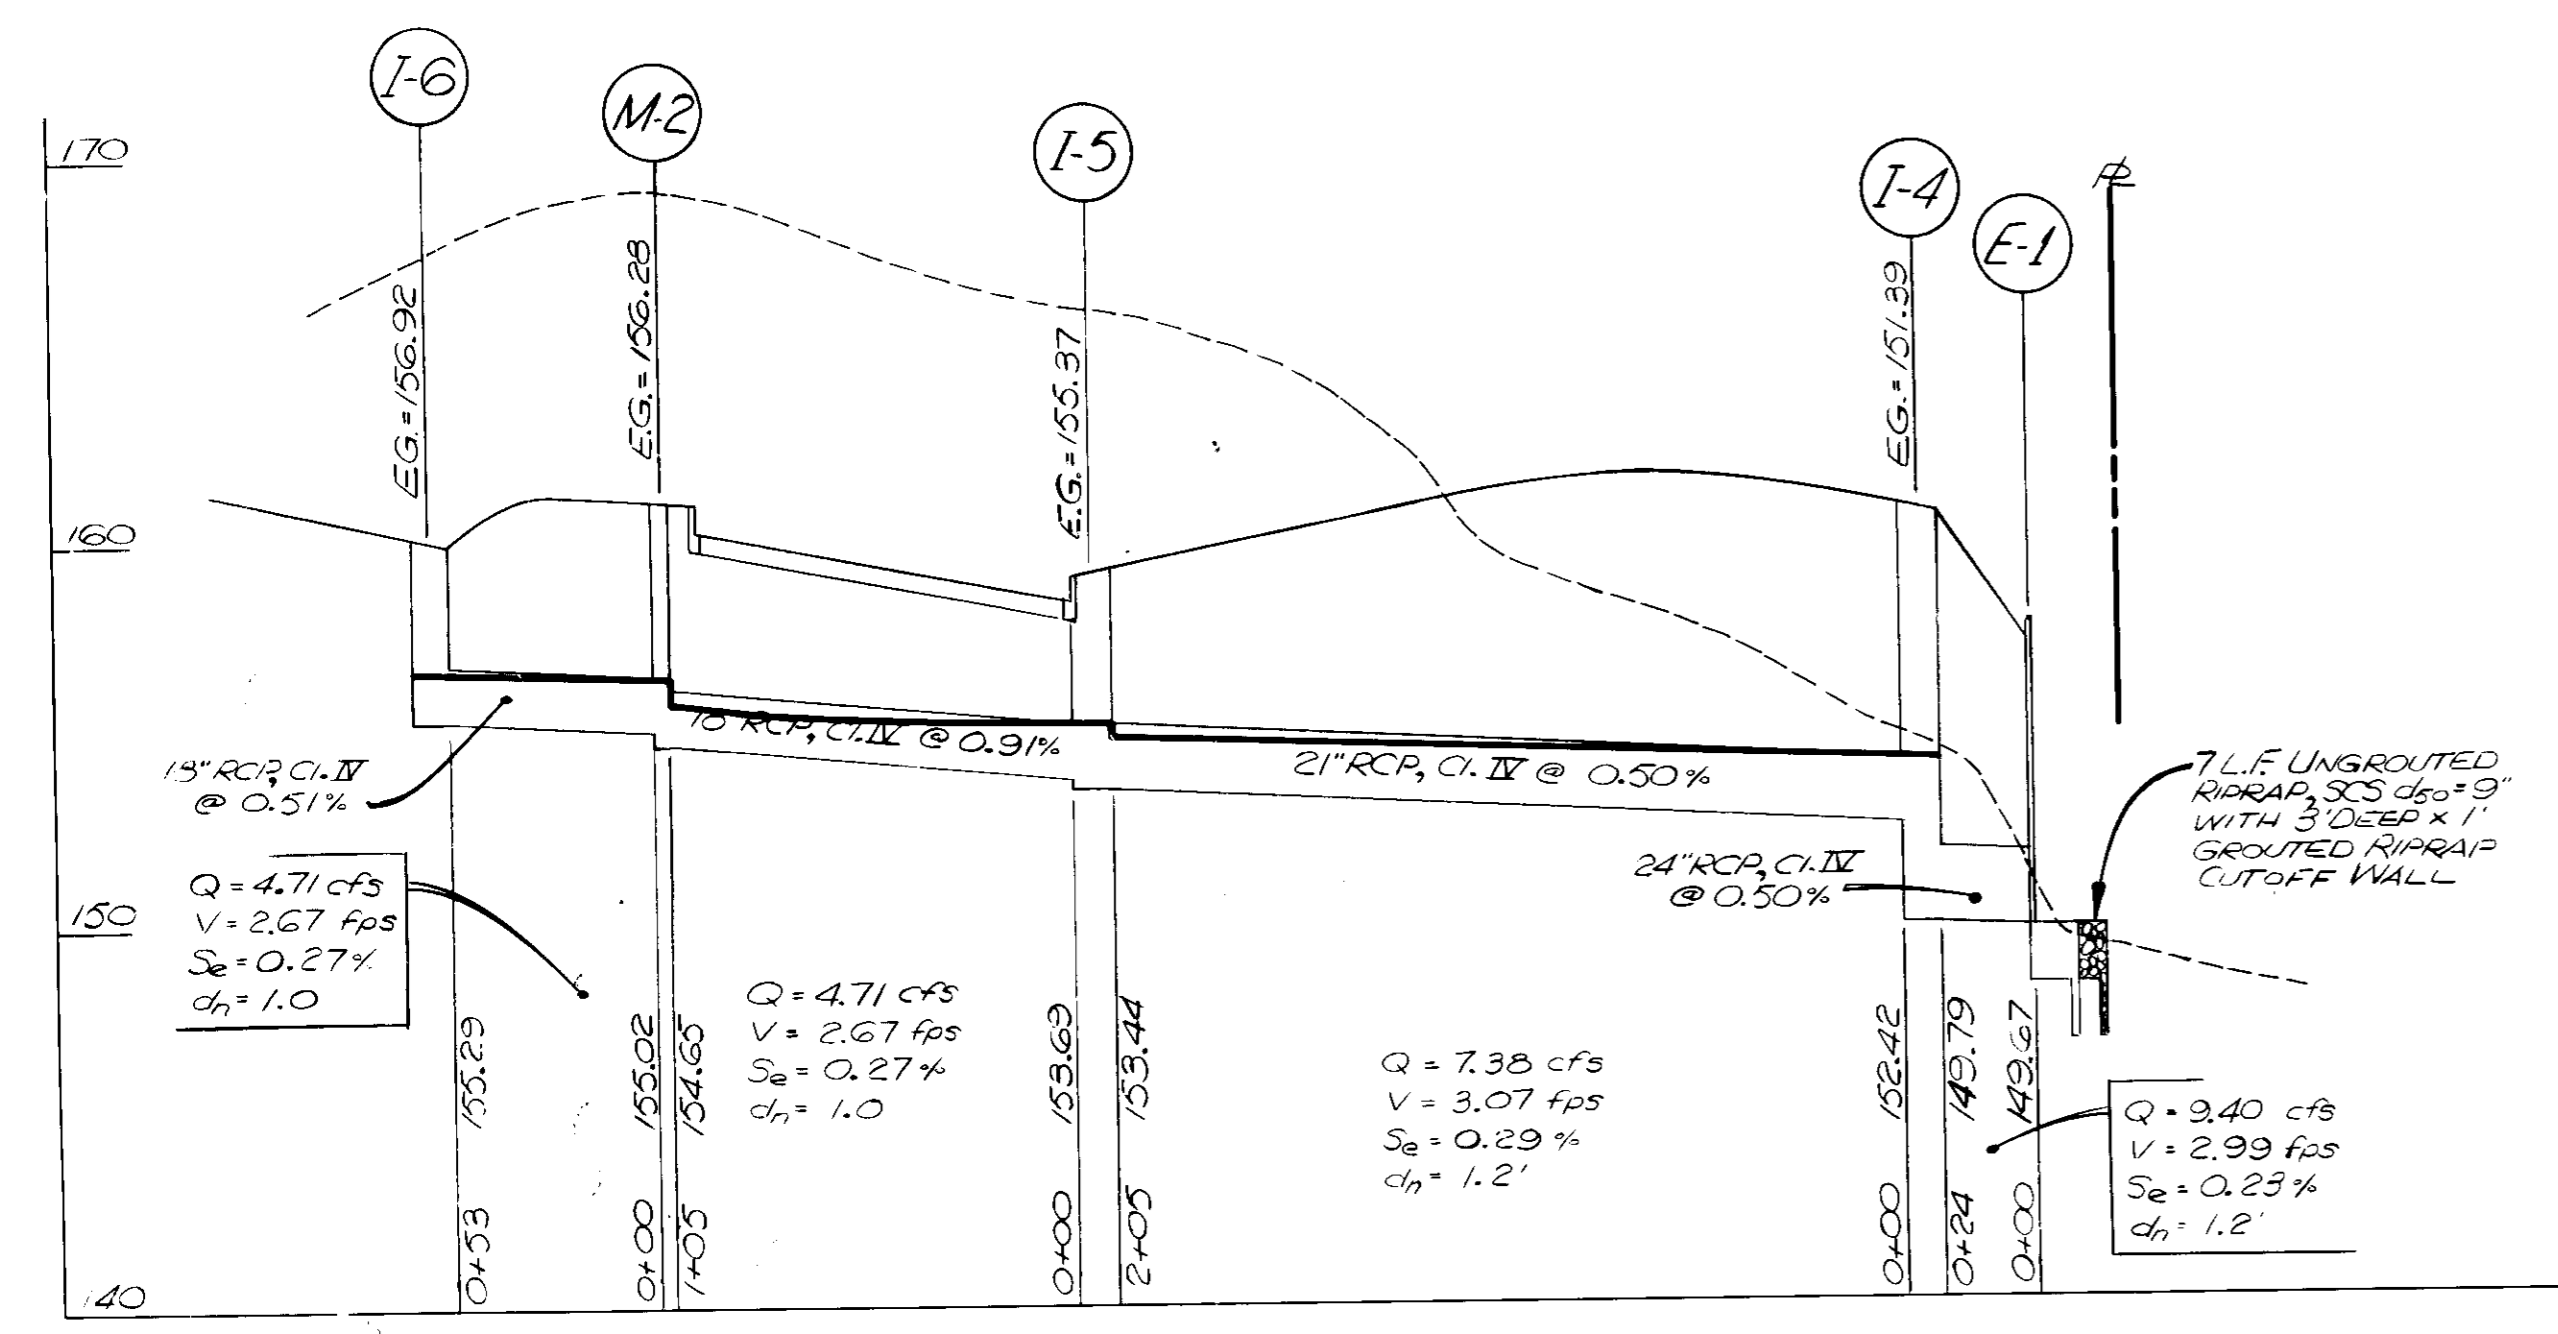 I-6
M-2
I-5
I-4
E-1
PL
170
160
150
140
EG.=156.92
E.G.=156.28
E.G.=155.37
EG.=151.39
18" RCP, Cl. IV
@ 0.51%
RCP, Cl. IV @ 0.91%
21" RCP, Cl. IV @ 0.50%
24" RCP, Cl. IV
@ 0.50%
7 L.F. UNGROUTED
RIPRAP, SCS d50=9"
WITH 3' DEEP x 1'
GROUTED RIPRAP
CUTOFF WALL
Q = 4.71 cfs
V = 2.67 fps
Se = 0.27%
dn = 1.0
Q = 4.71 cfs
V = 2.67 fps
Se = 0.27%
dn = 1.0
Q = 7.38 cfs
V = 3.07 fps
Se = 0.29 %
dn = 1.2'
Q = 9.40 cfs
V = 2.99 fps
Se = 0.23%
dn = 1.2'
0+53 155.29
0+00 155.02
1+05 154.65
0+00 153.69
2+05 153.44
0+00 152.42
0+24 149.79
0+00 149.67